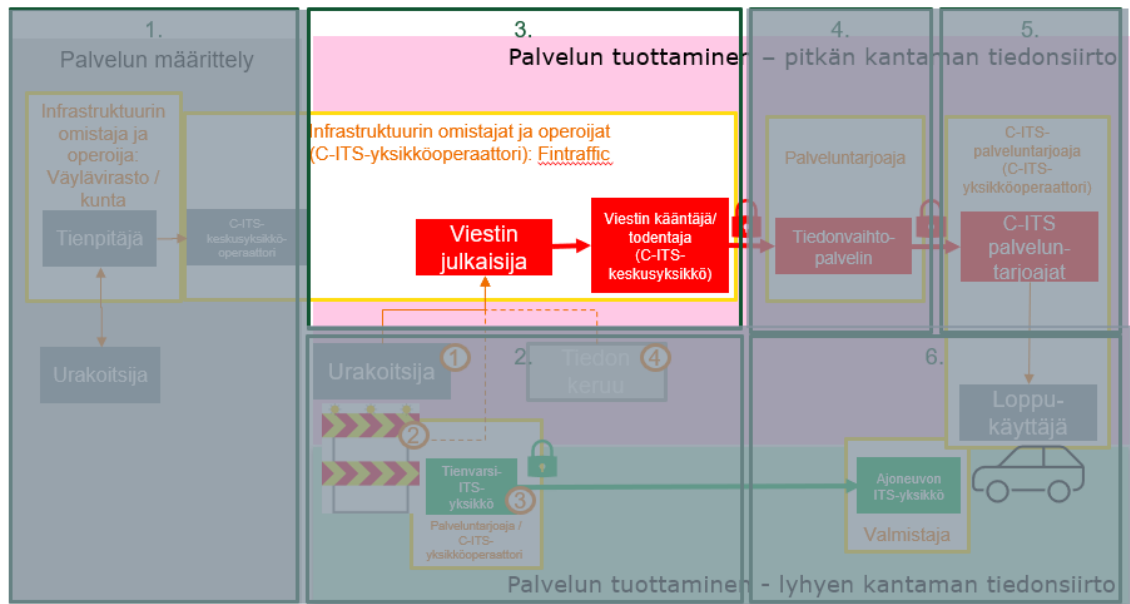 1.
Palvelun määrittely
Infrastruktuurin
omistaja ja
operoija:
Väylävirasto /
kunta
Tienpitäjä
C-ITS-
keskusyksikkö-
operaattori
Urakoitsija
3.
Palvelun tuottaminen – pitkän kantaman tiedonsiirto
Infrastruktuurin omistajat ja operoijat
(C-ITS-yksikköoperaattori): Fintraffic
Viestin
julkaisija
Viestin kääntäjä/
todentaja
(C-ITS-
keskusyksikkö)
4.
Palveluntarjoaja
Tiedonvaihto-
palvelin
5.
C-ITS-
palveluntarjoaja
(C-ITS-
yksikköoperaattori)
C-ITS
palvelun-
tarjoajat
2.
Urakoitsija
1
Tiedon
keruu
4
2
Tienvarsi-
ITS-
yksikkö
3
Palveluntarjoaja /
C-ITS-
yksikköoperaattori
6.
Loppu-
käyttäjä
Ajoneuvon
ITS-yksikkö
Valmistaja
Palvelun tuottaminen - lyhyen kantaman tiedonsiirto